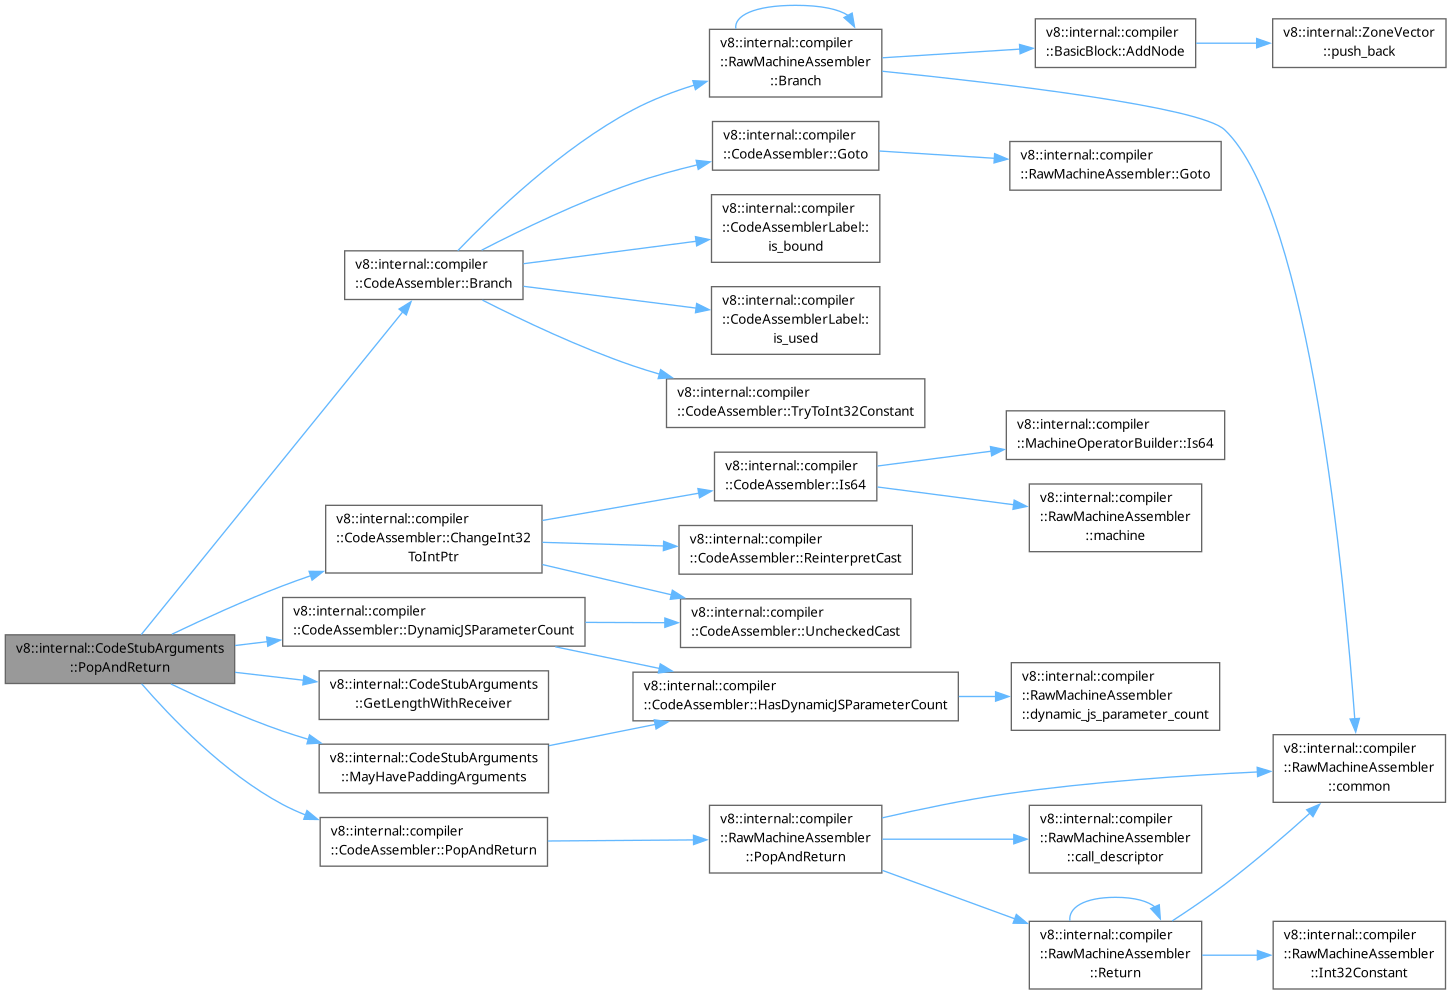 v8::internal::compiler
::RawMachineAssembler
::Branch
v8::internal::compiler
::BasicBlock::AddNode
v8::internal::ZoneVector
::push_back
v8::internal::compiler
::CodeAssembler::Goto
v8::internal::compiler
::RawMachineAssembler::Goto
v8::internal::compiler
::CodeAssemblerLabel::
is_bound
v8::internal::compiler
::CodeAssembler::Branch
v8::internal::compiler
::CodeAssemblerLabel::
is_used
v8::internal::compiler
::CodeAssembler::TryToInt32Constant
v8::internal::compiler
::MachineOperatorBuilder::Is64
v8::internal::compiler
::CodeAssembler::Is64
v8::internal::compiler
::RawMachineAssembler
::machine
v8::internal::compiler
::CodeAssembler::ChangeInt32
ToIntPtr
v8::internal::compiler
::CodeAssembler::ReinterpretCast
v8::internal::compiler
::CodeAssembler::DynamicJSParameterCount
v8::internal::compiler
::CodeAssembler::UncheckedCast
v8::internal::CodeStubArguments
::PopAndReturn
v8::internal::CodeStubArguments
::GetLengthWithReceiver
v8::internal::compiler
::CodeAssembler::HasDynamicJSParameterCount
v8::internal::compiler
::RawMachineAssembler
::dynamic_js_parameter_count
v8::internal::CodeStubArguments
::MayHavePaddingArguments
v8::internal::compiler
::RawMachineAssembler
::common
v8::internal::compiler
::CodeAssembler::PopAndReturn
v8::internal::compiler
::RawMachineAssembler
::PopAndReturn
v8::internal::compiler
::RawMachineAssembler
::call_descriptor
v8::internal::compiler
::RawMachineAssembler
::Return
v8::internal::compiler
::RawMachineAssembler
::Int32Constant